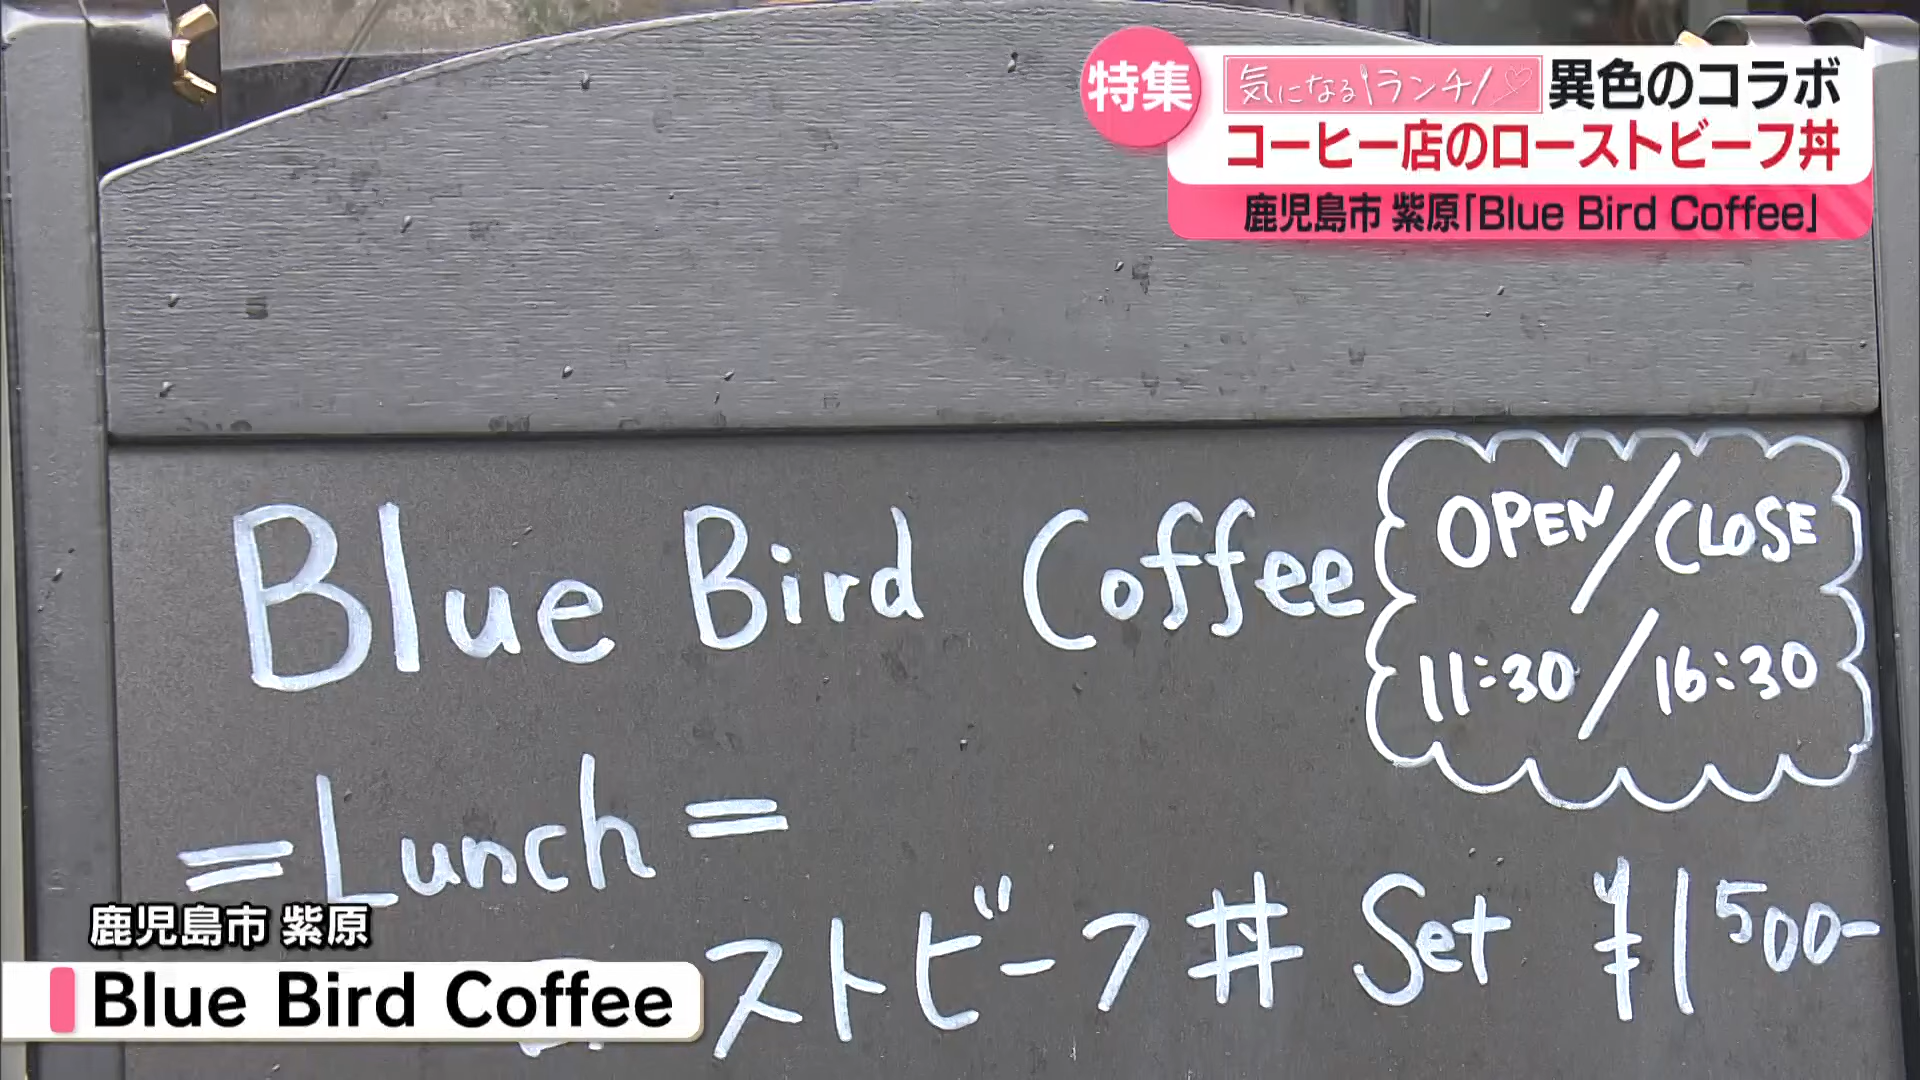 特集
気になるランチ! 異色のコラボ
コーヒー店のローストビーフ丼
鹿児島市 紫原「Blue Bird Coffee」
Blue Bird Coffee
OPEN/CLOSE
11:30/16:30
=Lunch=
ストビーフ丼 Set ¥1500-
鹿児島市 紫原
Blue Bird Coffee